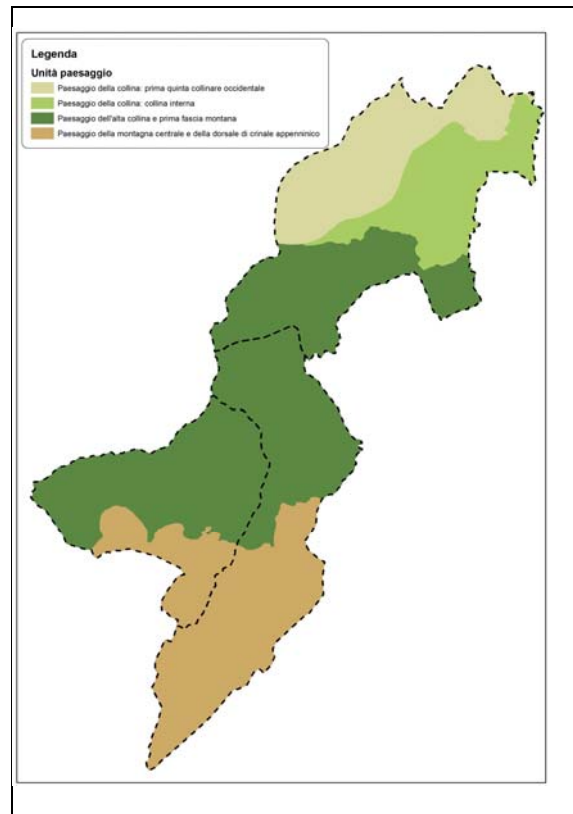 Legenda
Unità paesaggio
Paesaggio della collina: prima quinta collinare occidentale
Paesaggio della collina: collina interna
Paesaggio dell'alta collina e prima fascia montana
Paesaggio della montagna centrale e della dorsale di crinale appenninico